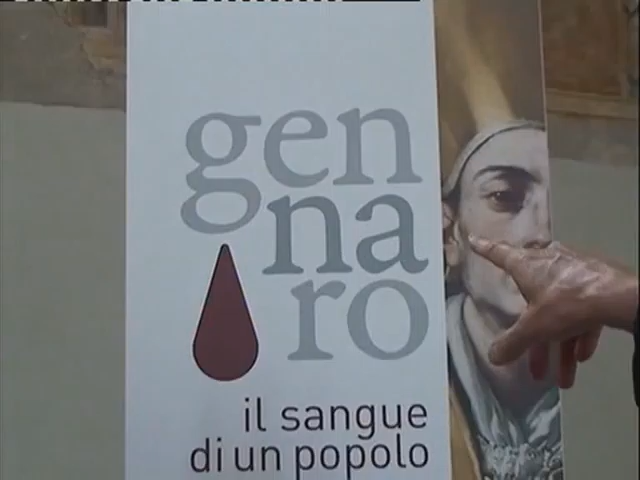 gen
na
ro
il sangue
di un popolo